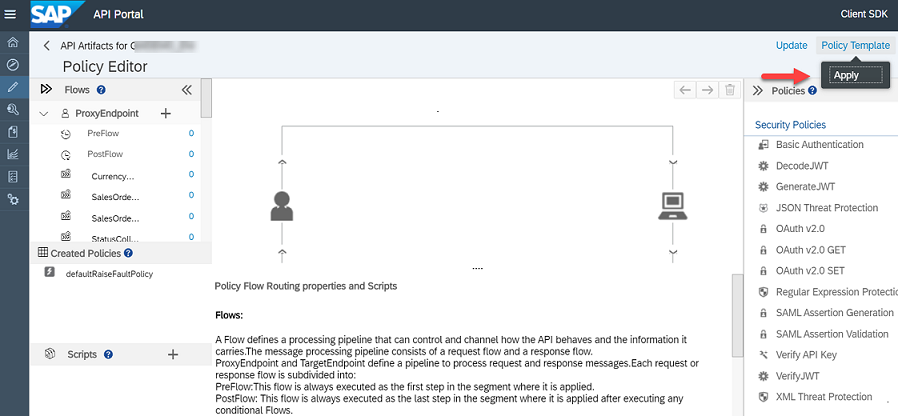 SAP
API Portal
Client SDK
API Artifacts for
Update
Policy Template
Policy Editor
Apply
Flows
Policies
ProxyEndpoint
PreFlow
0
PostFlow
0
Currency...
0
SalesOrde...
0
SalesOrde...
0
StatusColl...
0
Created Policies
defaultRaiseFaultPolicy
Scripts
....
Policy Flow Routing properties and Scripts
Flows:
A Flow defines a processing pipeline that can control and channel how the API behaves and the information it
carries.The message processing pipeline consists of a request flow and a response flow.
ProxyEndpoint and TargetEndpoint define a pipeline to process request and response messages.Each request or
response flow is subdivided into:
PreFlow:This flow is always executed as the first step in the segment where it is applied.
PostFlow: This flow is always executed as the last step in the segment where it is applied after executing any
conditional Flows.
Security Policies
Basic Authentication
DecodeJWT
GenerateJWT
JSON Threat Protection
OAuth v2.0
OAuth v2.0 GET
OAuth v2.0 SET
Regular Expression Protectio
SAML Assertion Generation
SAML Assertion Validation
Verify API Key
VerifyJWT
XML Threat Protection